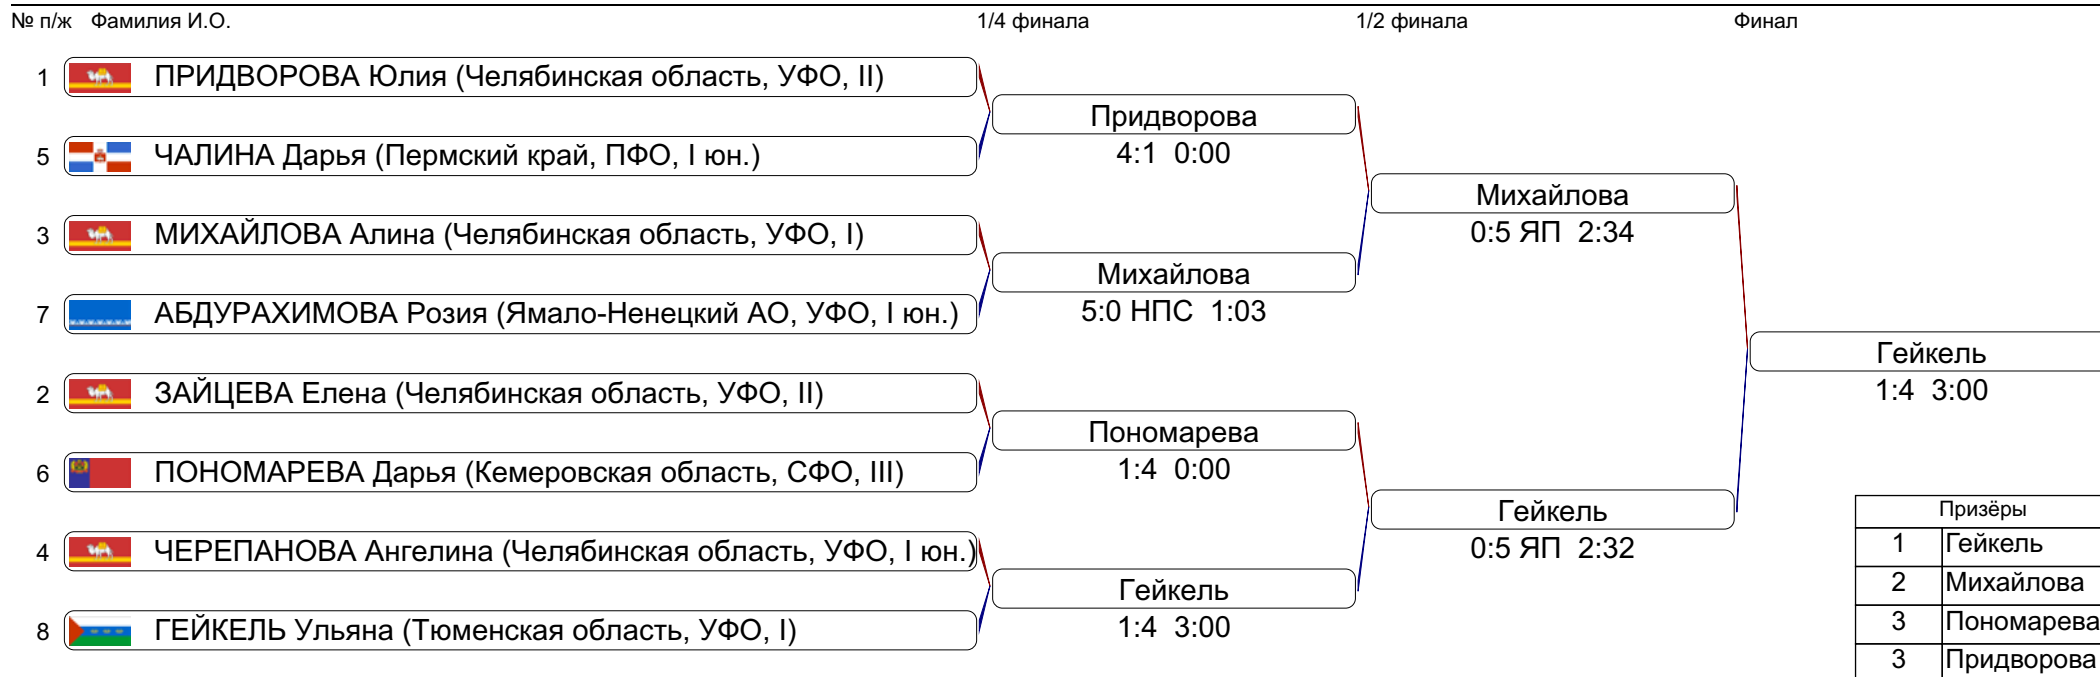 № п/ж Фамилия И.О. 1/4 финала 1/2 финала Финал
1 ПРИДВОРОВА Юлия (Челябинская область, УФО, II)
Придворова
4:1 0:00
5 ЧАЛИНА Дарья (Пермский край, ПФО, I юн.)
Михайлова
0:5 ЯП 2:34
3 МИХАЙЛОВА Алина (Челябинская область, УФО, I)
Михайлова
5:0 НПС 1:03
7 АБДУРАХИМОВА Розия (Ямало-Ненецкий АО, УФО, I юн.)
Гейкель
1:4 3:00
2 ЗАЙЦЕВА Елена (Челябинская область, УФО, II)
Пономарева
1:4 0:00
6 ПОНОМАРЕВА Дарья (Кемеровская область, СФО, III)
Гейкель
0:5 ЯП 2:32
4 ЧЕРЕПАНОВА Ангелина (Челябинская область, УФО, I юн.)
Гейкель
1:4 3:00
8 ГЕЙКЕЛЬ Ульяна (Тюменская область, УФО, I)
Призёры
1 Гейкель
2 Михайлова
3 Пономарева
3 Придворова